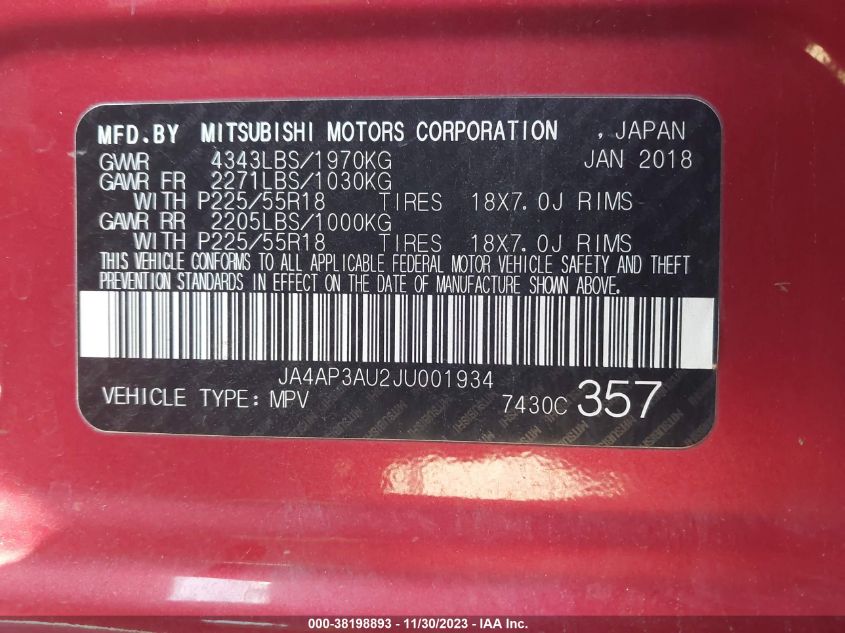 MFD.BY MITSUBISHI MOTORS CORPORATION , JAPAN
GVWR 4343LBS/1970KG JAN 2018
GAWR FR 2271LBS/1030KG
WITH P225/55R18 TIRES 18X7.0J RIMS
GAWR RR 2205LBS/1000KG
WITH P225/55R18 TIRES 18X7.0J RIMS
THIS VEHICLE CONFORMS TO ALL APPLICABLE FEDERAL MOTOR VEHICLE SAFETY AND THEFT
PREVENTION STANDARDS IN EFFECT ON THE DATE OF MANUFACTURE SHOWN ABOVE.
JA4AP3AU2JU001934
VEHICLE TYPE: MPV 7430C 357
000-38198893 - 11/30/2023 - IAA Inc.